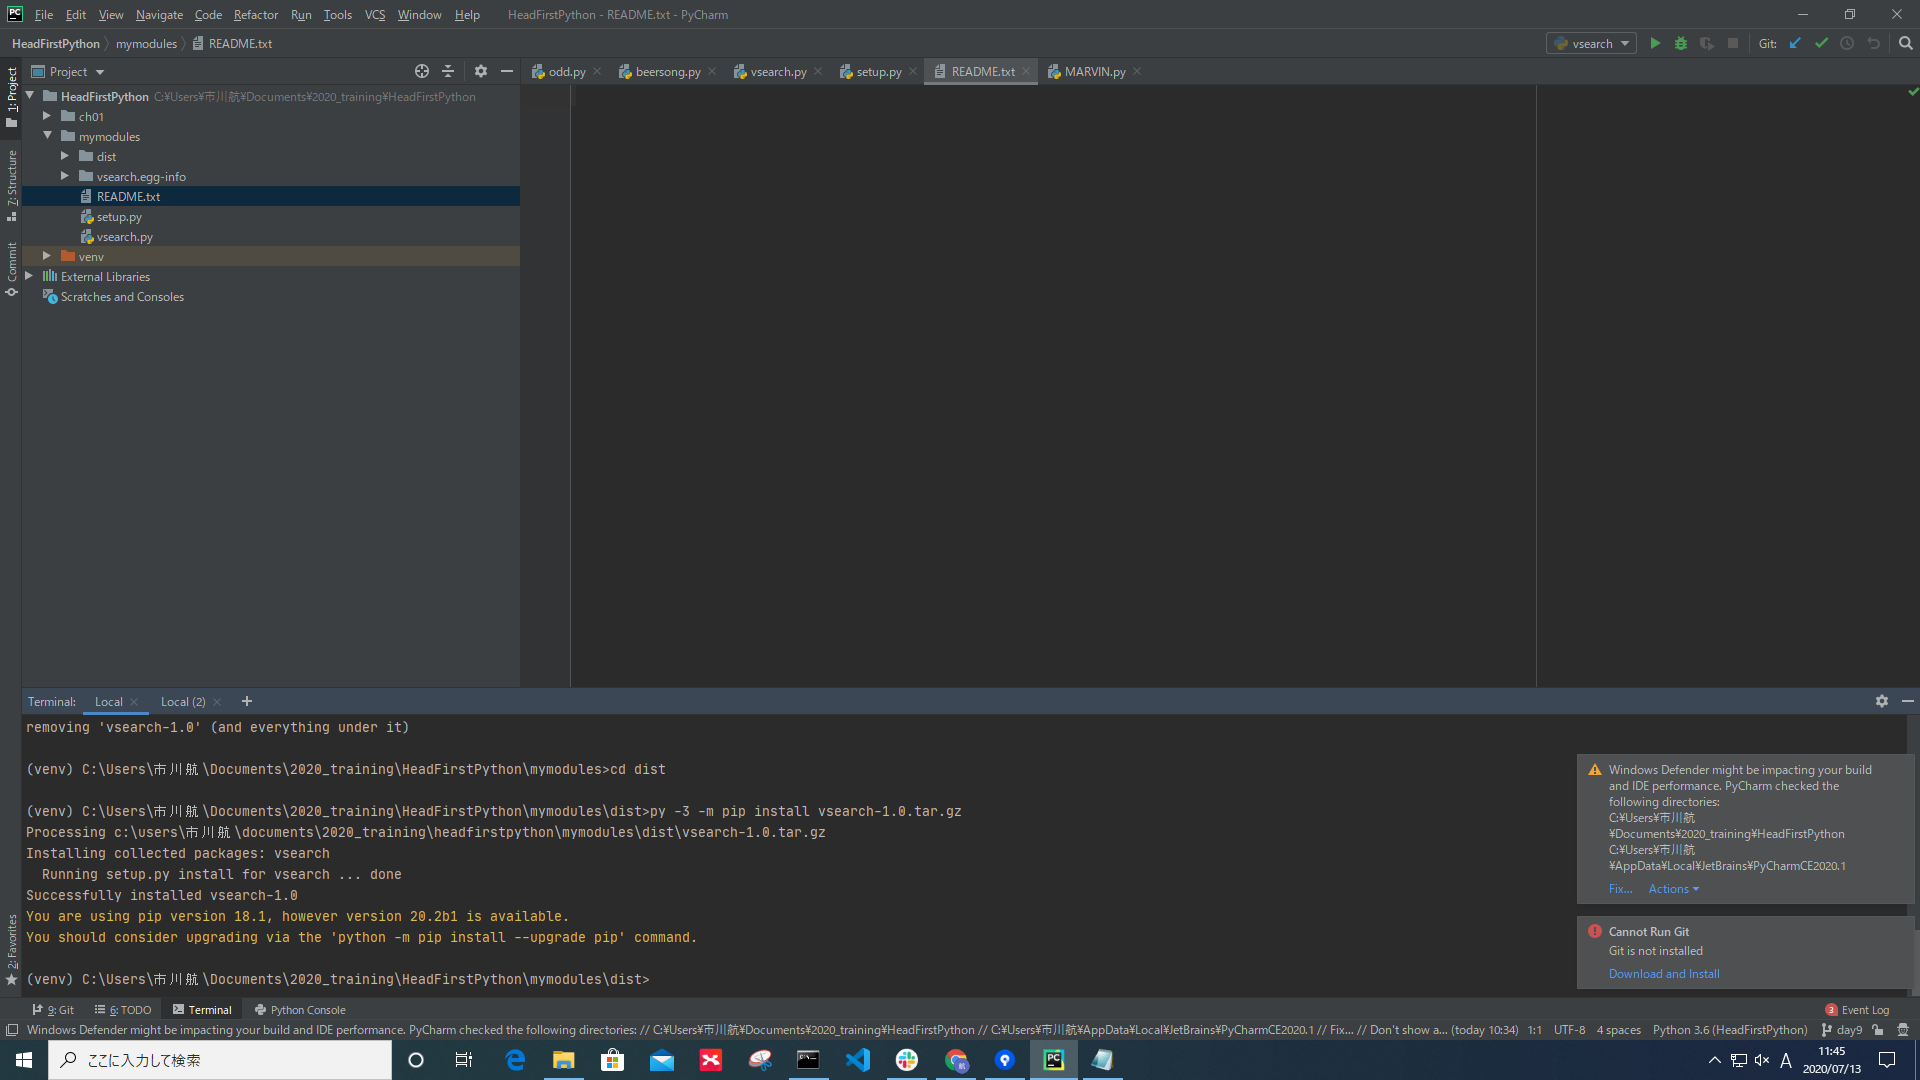 PC File Edit View Navigate Code Refactor Run Tools VCS Window Help HeadFirstPython - README.txt - PyCharm
HeadFirstPython mymodules README.txt vsearch Git:
1: Project
Project
odd.py beersong.py vsearch.py setup.py README.txt MARVIN.py
HeadFirstPython C:¥Users¥市川航¥Documents¥2020_training¥HeadFirstPython
ch01
mymodules
dist
vsearch.egg-info
README.txt
setup.py
vsearch.py
venv
External Libraries
Scratches and Consoles
7: Structure
Commit
2: Favorites
Terminal: Local Local (2)
removing 'vsearch-1.0' (and everything under it)
(venv) C:\Users\市川航\Documents\2020_training\HeadFirstPython\mymodules>cd dist
(venv) C:\Users\市川航\Documents\2020_training\HeadFirstPython\mymodules\dist>py -3 -m pip install vsearch-1.0.tar.gz
Processing c:\users\市川航\documents\2020_training\headfirstpython\mymodules\dist\vsearch-1.0.tar.gz
Installing collected packages: vsearch
Running setup.py install for vsearch ... done
Successfully installed vsearch-1.0
You are using pip version 18.1, however version 20.2b1 is available.
You should consider upgrading via the 'python -m pip install --upgrade pip' command.
(venv) C:\Users\市川航\Documents\2020_training\HeadFirstPython\mymodules\dist>
Windows Defender might be impacting your build
and IDE performance. PyCharm checked the
following directories:
C:¥Users¥市川航
¥Documents¥2020_training¥HeadFirstPython
C:¥Users¥市川航
¥AppData¥Local¥JetBrains¥PyCharmCE2020.1
Fix... Actions
Cannot Run Git
Git is not installed
Download and Install
9: Git 6: TODO Terminal Python Console 3 Event Log
Windows Defender might be impacting your build and IDE performance. PyCharm checked the following directories: // C:¥Users¥市川航¥Documents¥2020_training¥HeadFirstPython // C:¥Users¥市川航¥AppData¥Local¥JetBrains¥PyCharmCE2020.1 // Fix... // Don't show a... (today 10:34) 1:1 UTF-8 4 spaces Python 3.6 (HeadFirstPython) day9
ここに入力して検索 PC A 11:45
2020/07/13